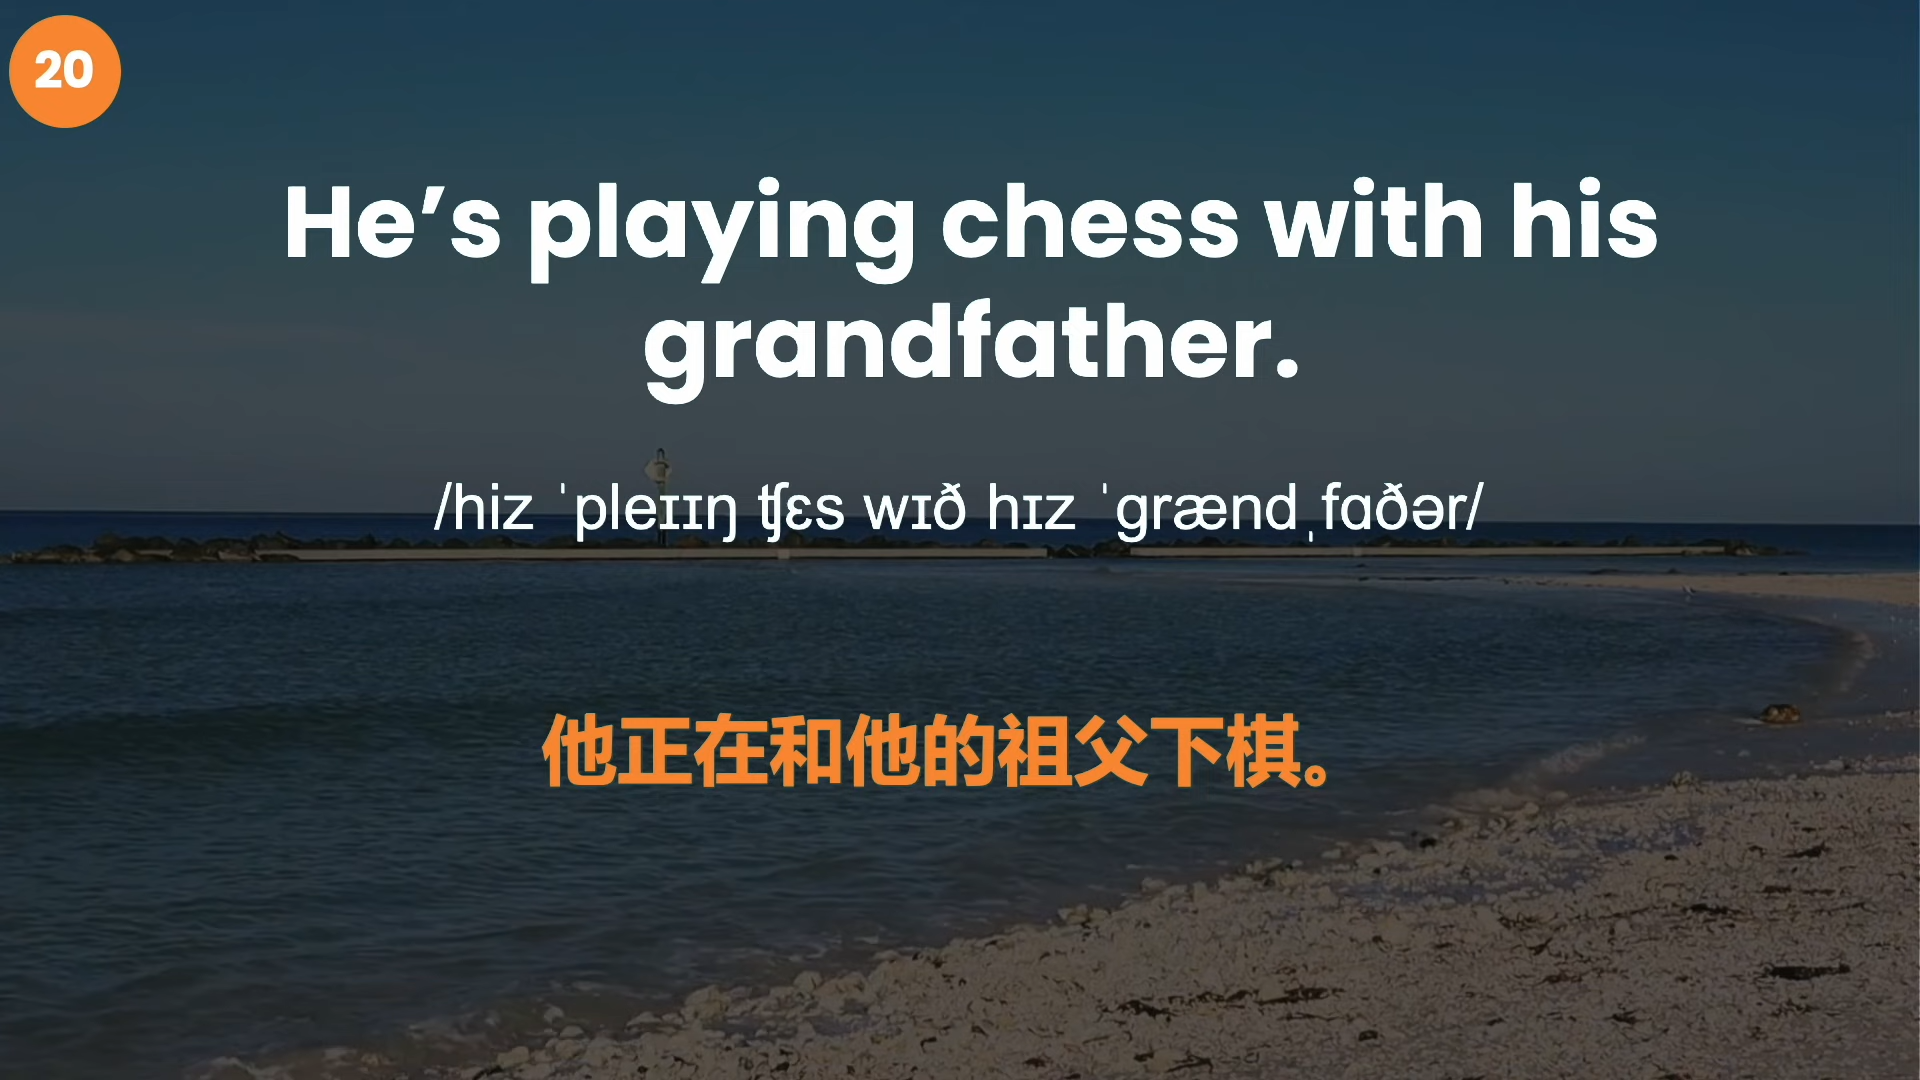 20
He’s playing chess with his
grandfather.
/hiz ˈpleɪɪŋ ʧɛs wɪð hɪz ˈgrændˌfɑðər/
他正在和他的祖父下棋。